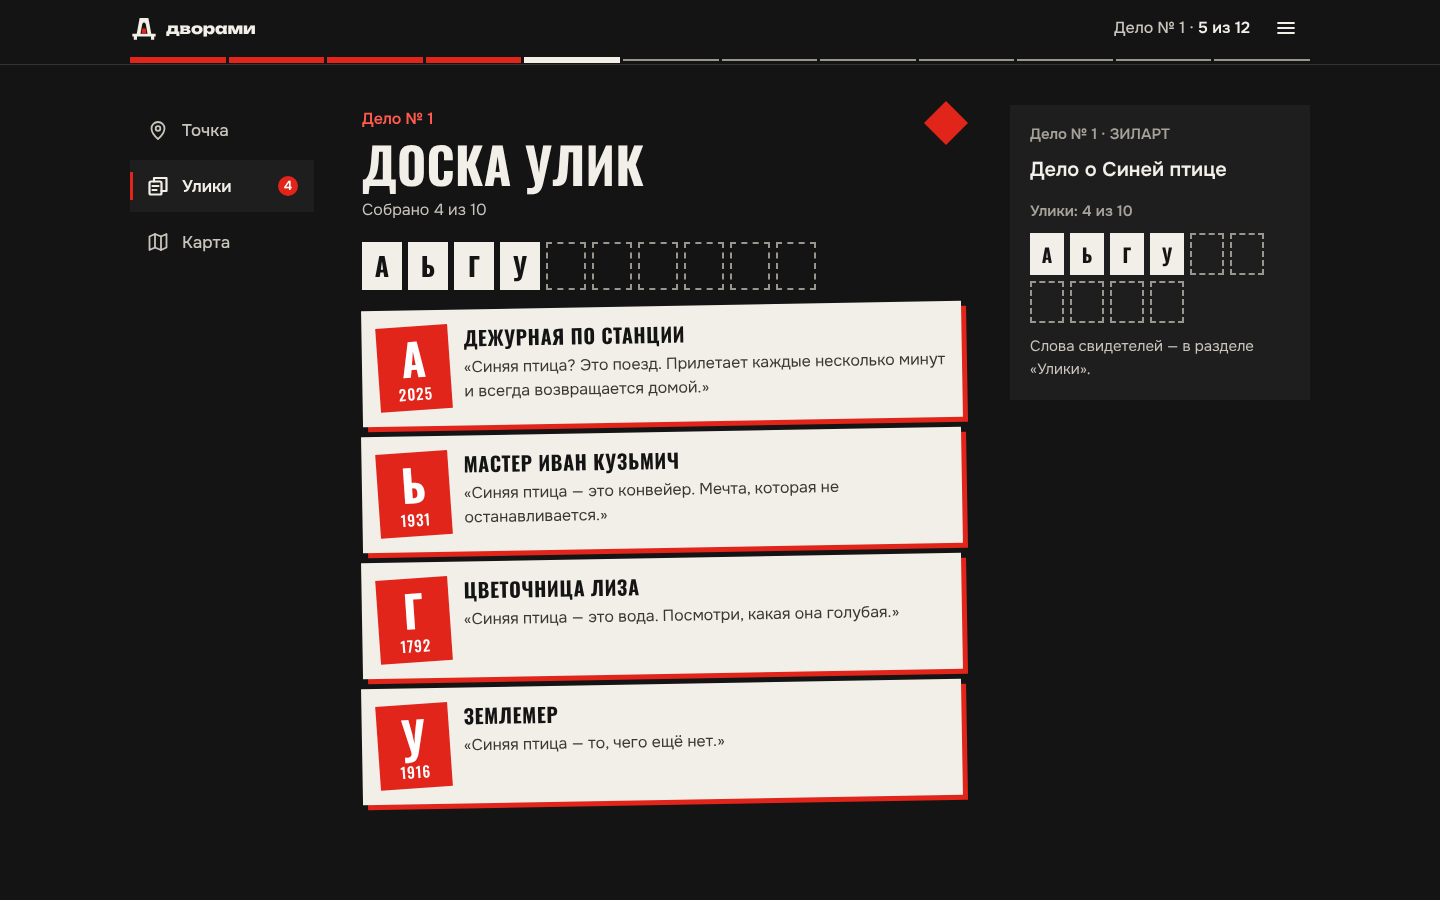 дворами
Дело № 1 · 5 из 12
Точка
Улики 4
Карта
Дело № 1
ДОСКА УЛИК
Собрано 4 из 10
А Ь Г У
А
2025
ДЕЖУРНАЯ ПО СТАНЦИИ
«Синяя птица? Это поезд. Прилетает каждые несколько минут
и всегда возвращается домой.»
Ь
1931
МАСТЕР ИВАН КУЗЬМИЧ
«Синяя птица — это конвейер. Мечта, которая не
останавливается.»
Г
1792
ЦВЕТОЧНИЦА ЛИЗА
«Синяя птица — это вода. Посмотри, какая она голубая.»
У
1916
ЗЕМЛЕМЕР
«Синяя птица — то, чего ещё нет.»
Дело № 1 · ЗИЛАРТ
Дело о Синей птице
Улики: 4 из 10
А Ь Г У
Слова свидетелей — в разделе
«Улики».